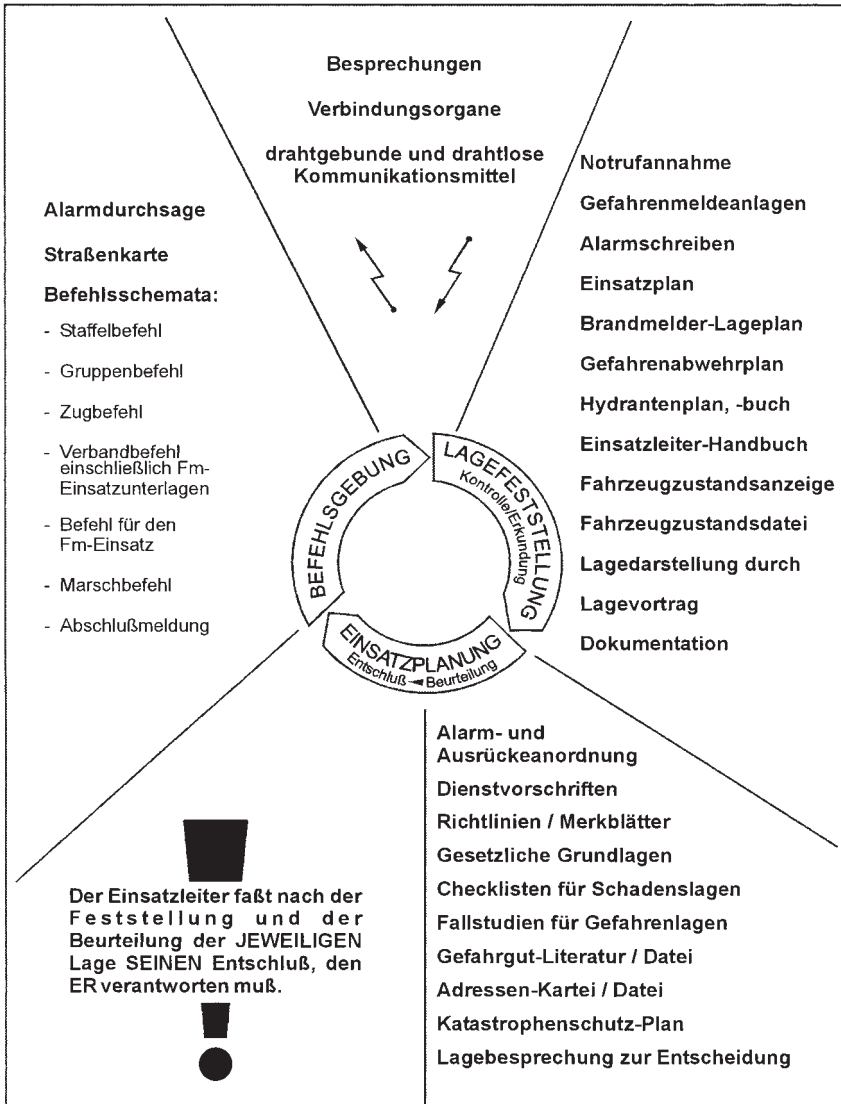 Besprechungen
Verbindungsorgane
drahtgebunde und drahtlose
Kommunikationsmittel
Alarmdurchsage
Straßenkarte
Befehlsschemata:
- Staffelbefehl
- Gruppenbefehl
- Zugbefehl
- Verbandbefehl
einschließlich Fm-
Einsatzunterlagen
- Befehl für den
Fm-Einsatz
- Marschbefehl
- Abschlußmeldung
Notrufannahme
Gefahrenmeldeanlagen
Alarmschreiben
Einsatzplan
Brandmelder-Lageplan
Gefahrenabwehrplan
Hydrantenplan, -buch
Einsatzleiter-Handbuch
Fahrzeugzustandsanzeige
Fahrzeugzustandsdatei
Lagedarstellung durch
Lagevortrag
Dokumentation
BEFEHLSGEBUNG
LAGEFESTSTELLUNG
Kontrolle/Erkundung
EINSATZPLANUNG
Entschluß Beurteilung
Der Einsatzleiter faßt nach der
Feststellung und der
Beurteilung der JEWEILIGEN
Lage SEINEN Entschluß, den
ER verantworten muß.
Alarm- und
Ausrückeanordnung
Dienstvorschriften
Richtlinien / Merkblätter
Gesetzliche Grundlagen
Checklisten für Schadenslagen
Fallstudien für Gefahrenlagen
Gefahrgut-Literatur / Datei
Adressen-Kartei / Datei
Katastrophenschutz-Plan
Lagebesprechung zur Entscheidung